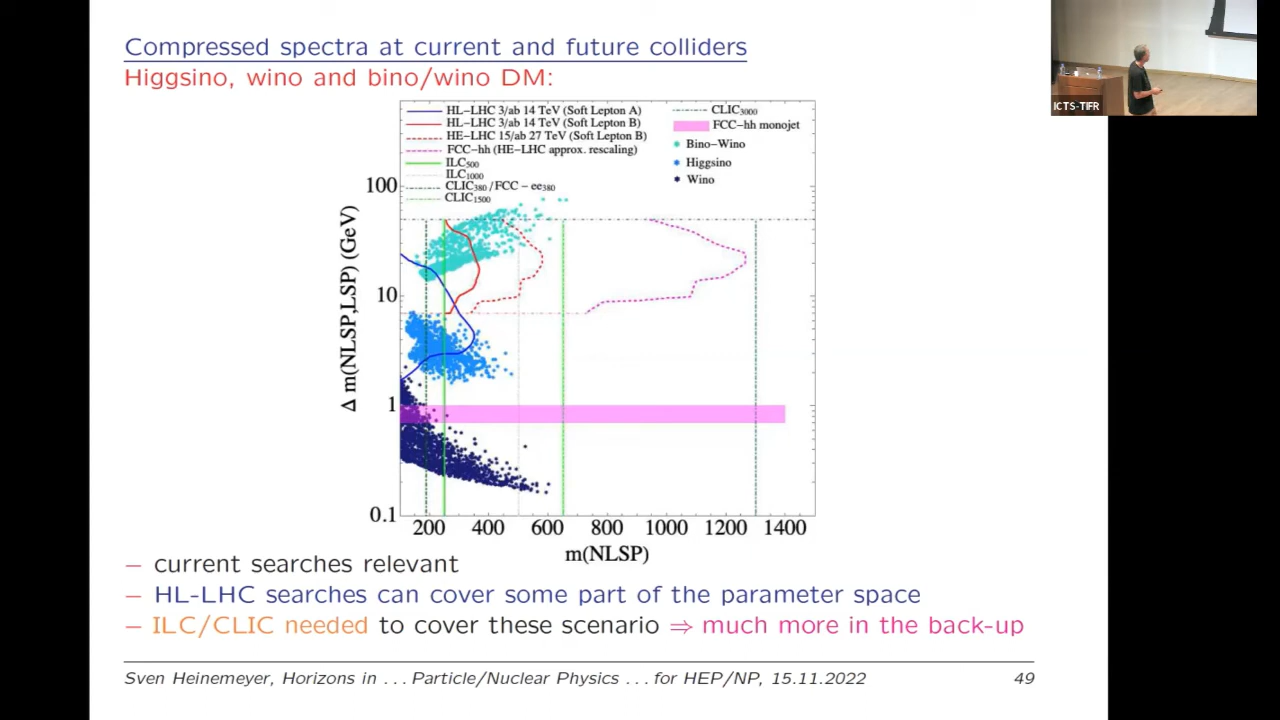 Compressed spectra at current and future colliders
Higgsino, wino and bino/wino DM:
ICTS-TIFR
HL-LHC 3/ab 14 TeV (Soft Lepton A)
HL-LHC 3/ab 14 TeV (Soft Lepton B)
HE-LHC 15/ab 27 TeV (Soft Lepton B)
FCC-hh (HE-LHC approx. rescaling)
ILC500
ILC1000
CLIC380/FCC-ee380
CLIC1500
CLIC3000
FCC-hh monojet
Bino-Wino
Higgsino
Wino
Δ m(NLSP,LSP) (GeV)
100
10
1
0.1
200 400 600 800 1000 1200 1400
m(NLSP)
– current searches relevant
– HL-LHC searches can cover some part of the parameter space
– ILC/CLIC needed to cover these scenario ⇒ much more in the back-up
Sven Heinemeyer, Horizons in ... Particle/Nuclear Physics ... for HEP/NP, 15.11.2022 49